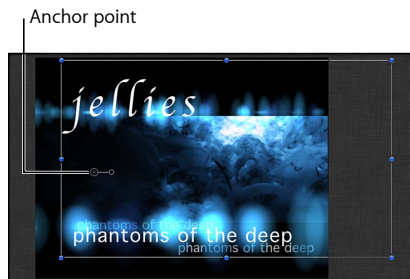 Anchor point
jellies
phantoms of the deep
phantoms of the deep
phantoms of the deep